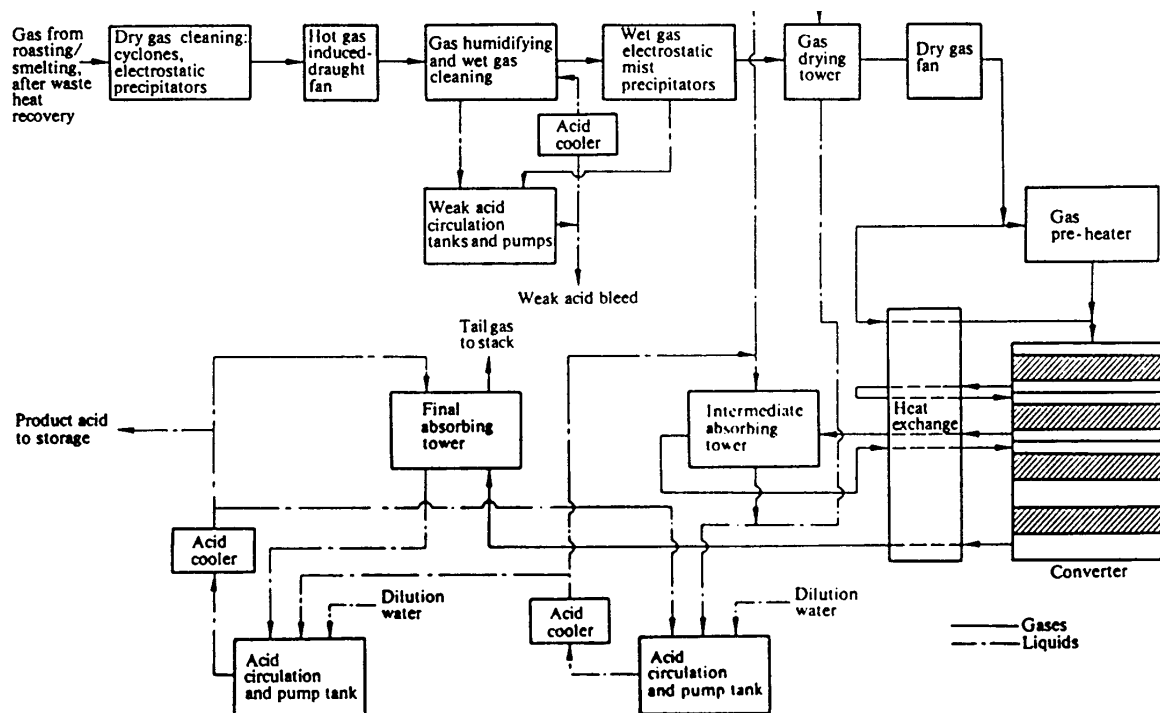 Gas from
roasting/
smelting,
after waste
heat
recovery
Dry gas cleaning:
cyclones,
electrostatic
precipitators
Hot gas
induced-
draught
fan
Gas humidifying
and wet gas
cleaning
Wet gas
electrostatic
mist
precipitators
Gas
drying
tower
Dry gas
fan
Acid
cooler
Weak acid
circulation
tanks and pumps
Weak acid bleed
Gas
pre-heater
Tail gas
to stack
Product acid
to storage
Final
absorbing
tower
Intermediate
absorbing
tower
Heat
exchange
Converter
Acid
cooler
Dilution
water
Acid
cooler
Dilution
water
Acid
circulation
and pump tank
Acid
circulation
and pump tank
Gases
Liquids